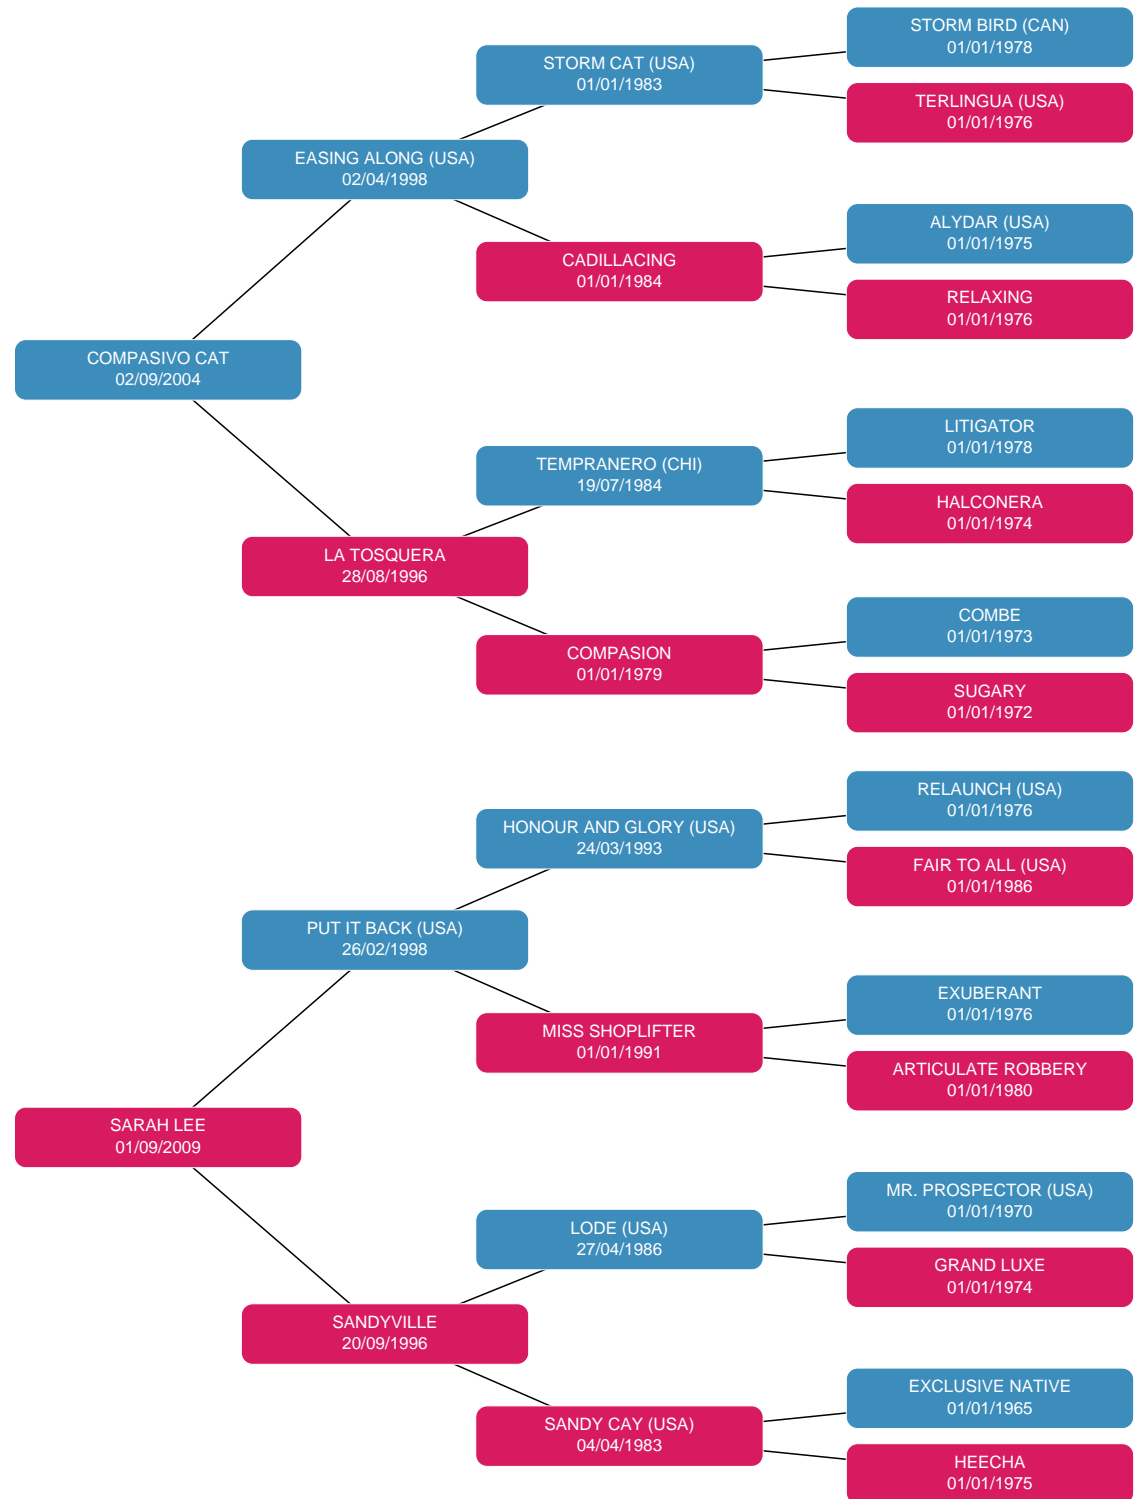 STORM BIRD (CAN)
01/01/1978
STORM CAT (USA)
01/01/1983
TERLINGUA (USA)
01/01/1976
EASING ALONG (USA)
02/04/1998
ALYDAR (USA)
01/01/1975
CADILLACING
01/01/1984
RELAXING
01/01/1976
COMPASIVO CAT
02/09/2004
LITIGATOR
01/01/1978
TEMPRANERO (CHI)
19/07/1984
HALCONERA
01/01/1974
LA TOSQUERA
28/08/1996
COMBE
01/01/1973
COMPASION
01/01/1979
SUGARY
01/01/1972
RELAUNCH (USA)
01/01/1976
HONOUR AND GLORY (USA)
24/03/1993
FAIR TO ALL (USA)
01/01/1986
PUT IT BACK (USA)
26/02/1998
EXUBERANT
01/01/1976
MISS SHOPLIFTER
01/01/1991
ARTICULATE ROBBERY
01/01/1980
SARAH LEE
01/09/2009
MR. PROSPECTOR (USA)
01/01/1970
LODE (USA)
27/04/1986
GRAND LUXE
01/01/1974
SANDYVILLE
20/09/1996
EXCLUSIVE NATIVE
01/01/1965
SANDY CAY (USA)
04/04/1983
HEECHA
01/01/1975